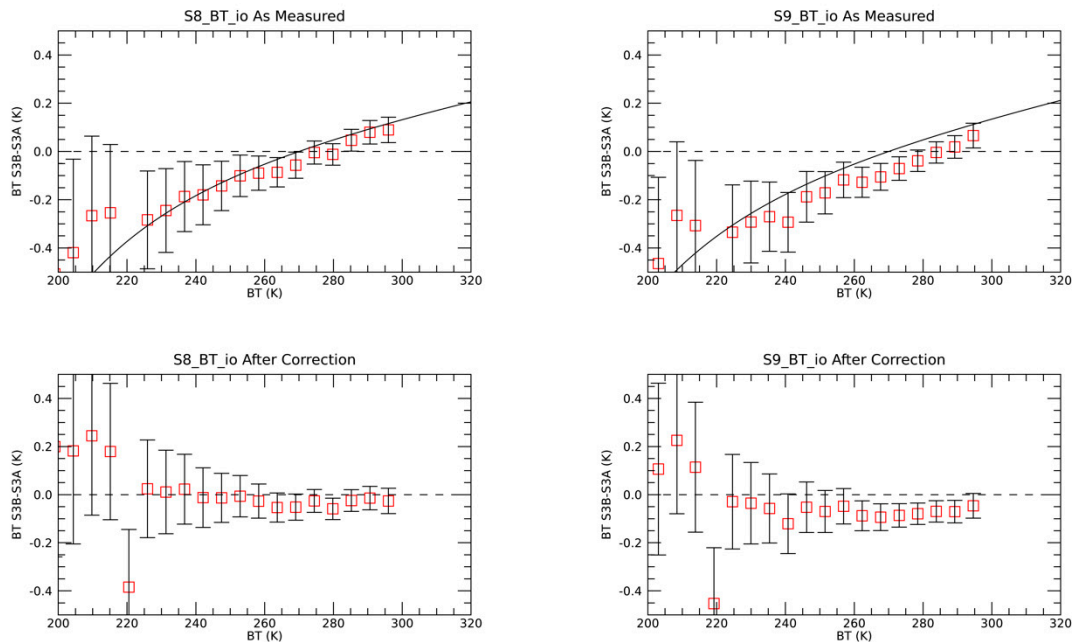 S8_BT_io As Measured
0.4
0.2
0.0
-0.2
-0.4
BT S3B-S3A (K)
200 220 240 260 280 300 320
BT (K)
S9_BT_io As Measured
0.4
0.2
0.0
-0.2
-0.4
BT S3B-S3A (K)
200 220 240 260 280 300 320
BT (K)
S8_BT_io After Correction
0.4
0.2
0.0
-0.2
-0.4
BT S3B-S3A (K)
200 220 240 260 280 300 320
BT (K)
S9_BT_io After Correction
0.4
0.2
0.0
-0.2
-0.4
BT S3B-S3A (K)
200 220 240 260 280 300 320
BT (K)